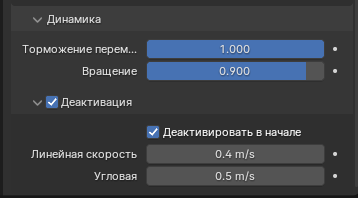 Динамика
Торможение перем... 1.000
Вращение 0.900
Деактивация
Деактивировать в начале
Линейная скорость 0.4 m/s
Угловая 0.5 m/s